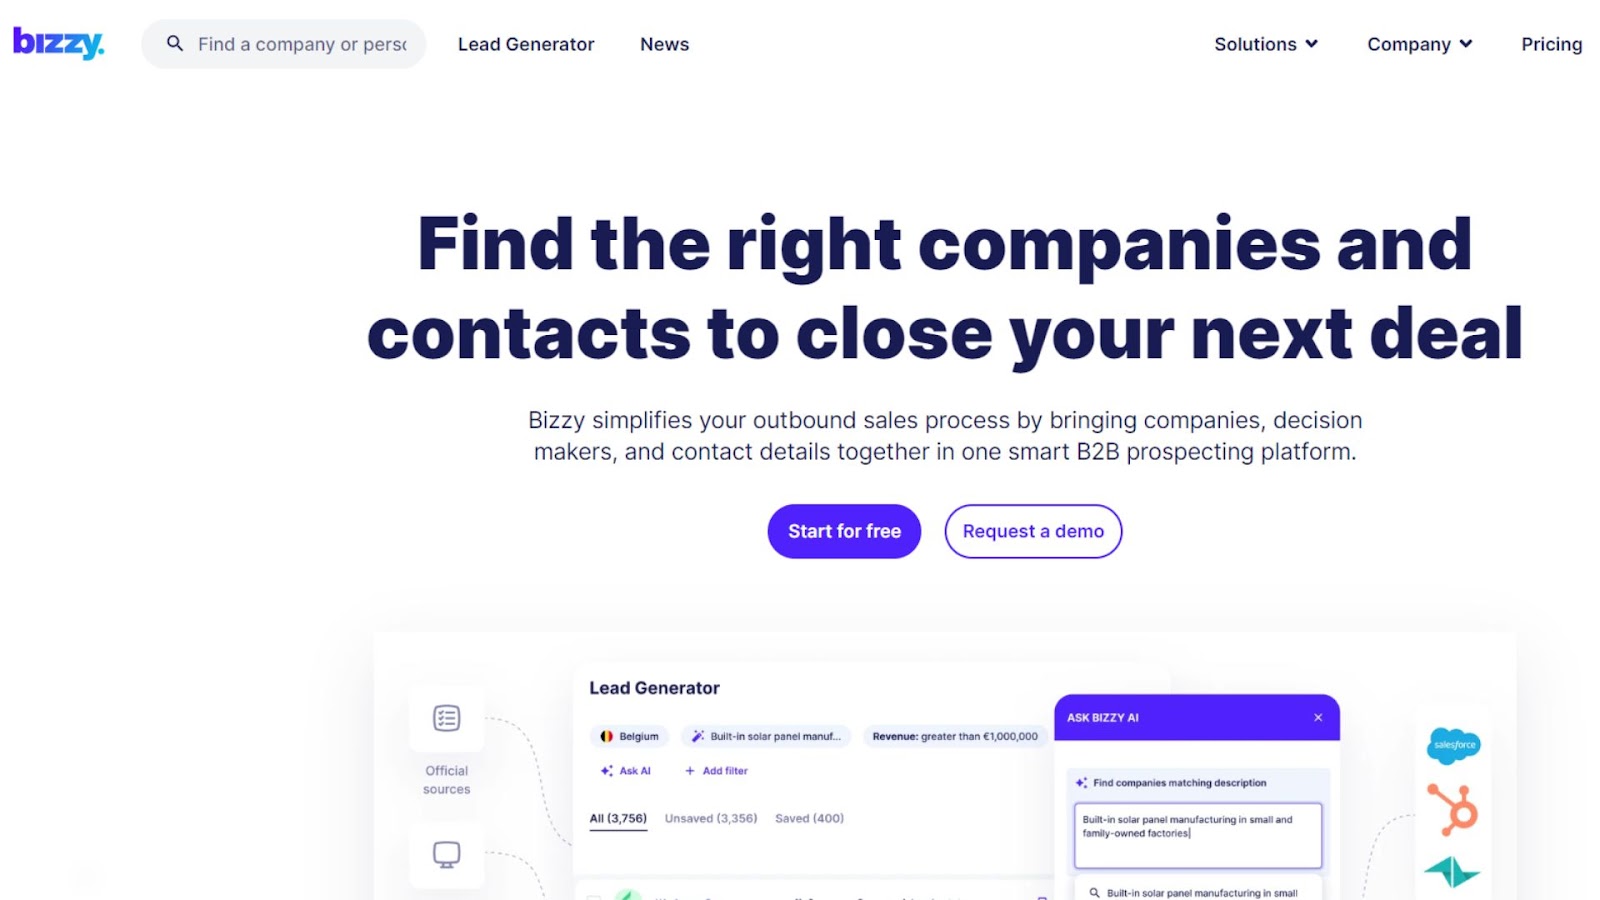 bizzy.
Find a company or perso
Lead Generator
News
Solutions
Company
Pricing
Find the right companies and
contacts to close your next deal
Bizzy simplifies your outbound sales process by bringing companies, decision
makers, and contact details together in one smart B2B prospecting platform.
Start for free
Request a demo
Official
sources
Lead Generator
Belgium
Built-in solar panel manuf...
Revenue: greater than €1,000,000
Ask AI
+ Add filter
All (3,756)
Unsaved (3,356)
Saved (400)
ASK BIZZY AI
Find companies matching description
Built-in solar panel manufacturing in small and
family-owned factories
Built-in solar panel manufacturing in small
salesforce